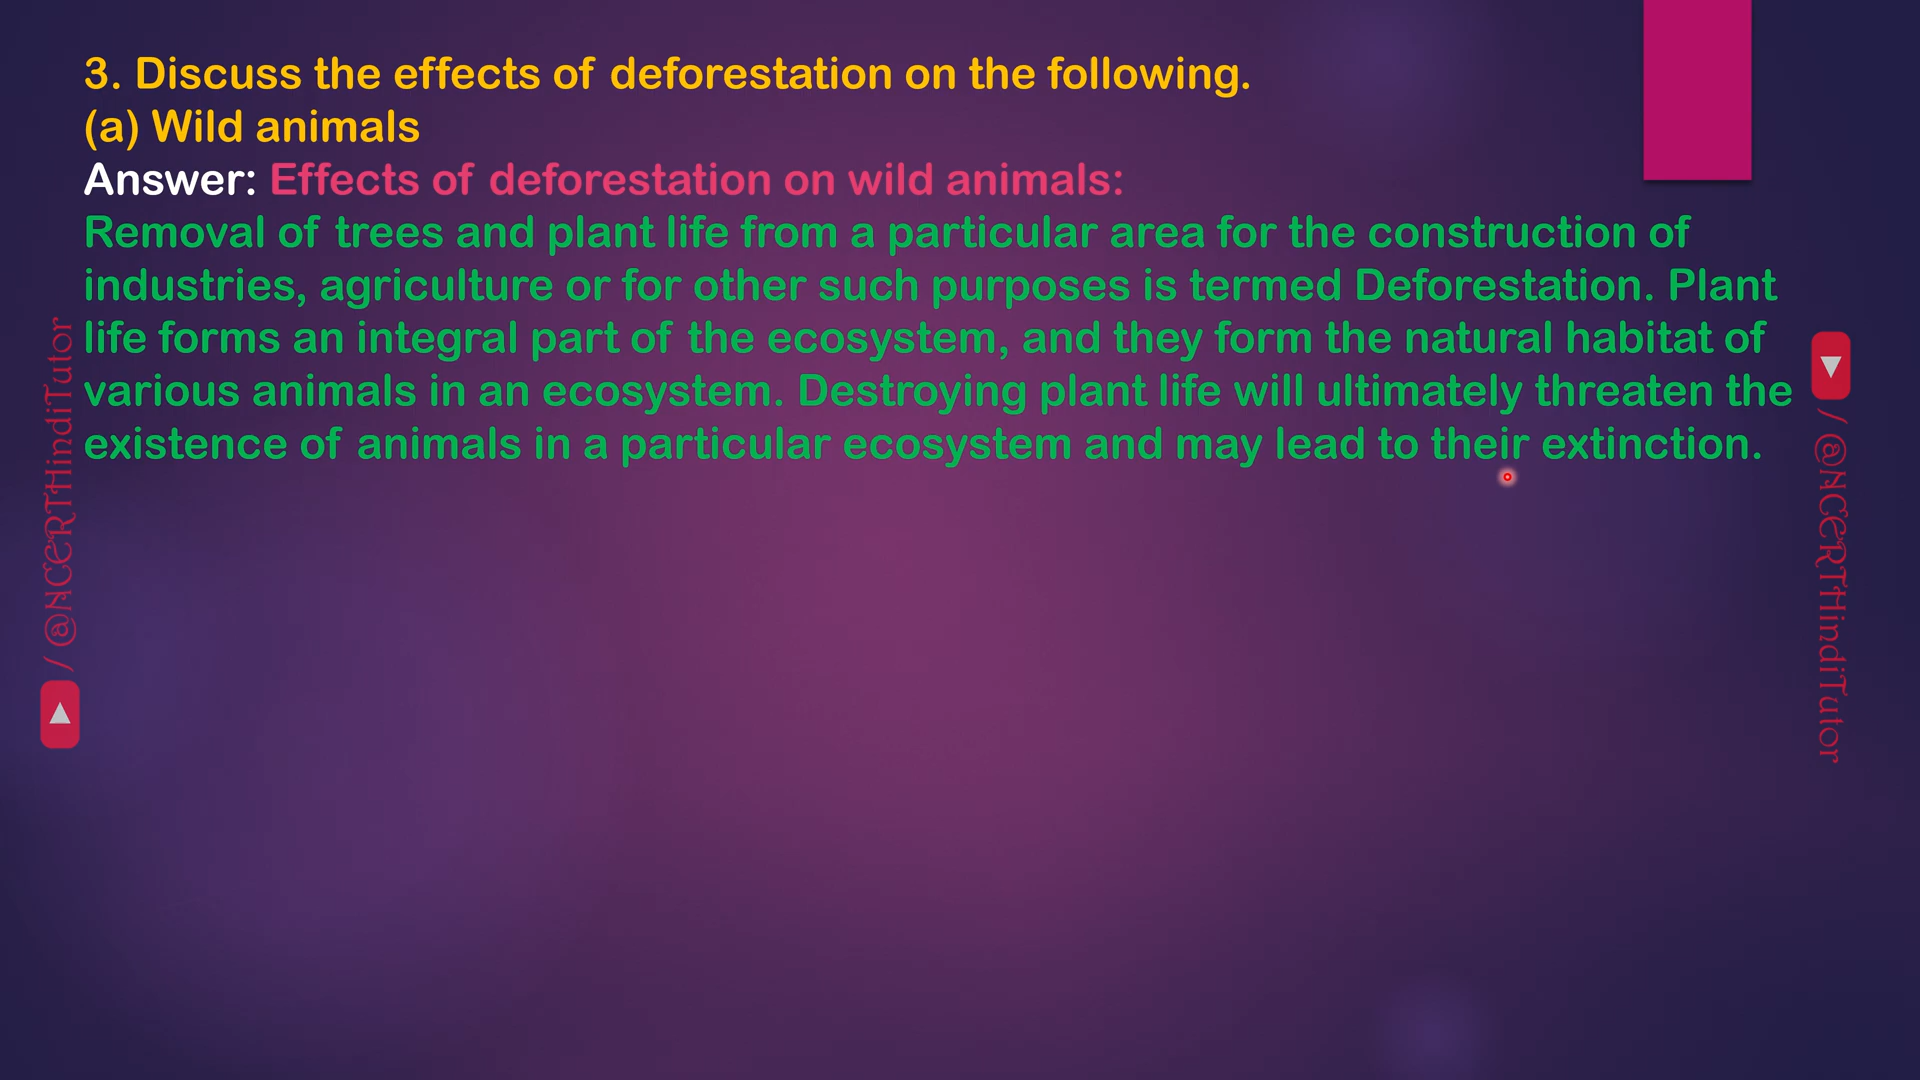 3. Discuss the effects of deforestation on the following.
(a) Wild animals
Answer: Effects of deforestation on wild animals:
Removal of trees and plant life from a particular area for the construction of
industries, agriculture or for other such purposes is termed Deforestation. Plant
life forms an integral part of the ecosystem, and they form the natural habitat of
various animals in an ecosystem. Destroying plant life will ultimately threaten the
existence of animals in a particular ecosystem and may lead to their extinction.
/ @NCERTHindiTutor
/ @NCERTHindiTutor